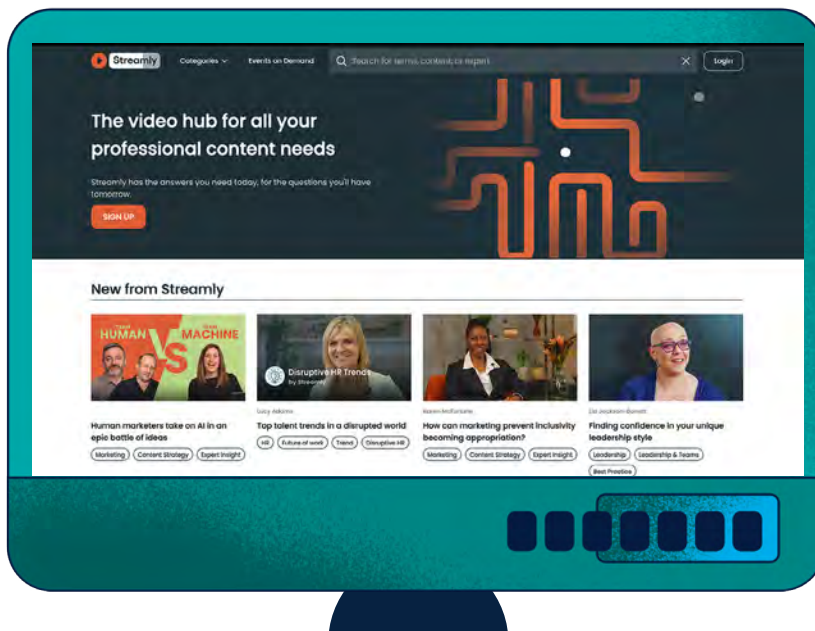 Streamly
Categories
Events on Demand
Search for terms, content, or expert
Login
The video hub for all your
professional content needs
Streamly has the answers you need today, for the questions you'll have
tomorrow.
SIGN UP
New from Streamly
TEAM
HUMAN
VS
TEAM
MACHINE
Disruptive HR Trends
by Streamly
Human marketers take on AI in an
epic battle of ideas
Marketing
Content Strategy
Expert Insight
Lucy Adams
Top talent trends in a disrupted world
HR
Future of work
Trend
Disruptive HR
Karen McFarlane
How can marketing prevent inclusivity
becoming appropriation?
Marketing
Content Strategy
Expert Insight
Finding confidence in your unique
leadership style
Leadership
Leadership & Teams
Best Practice